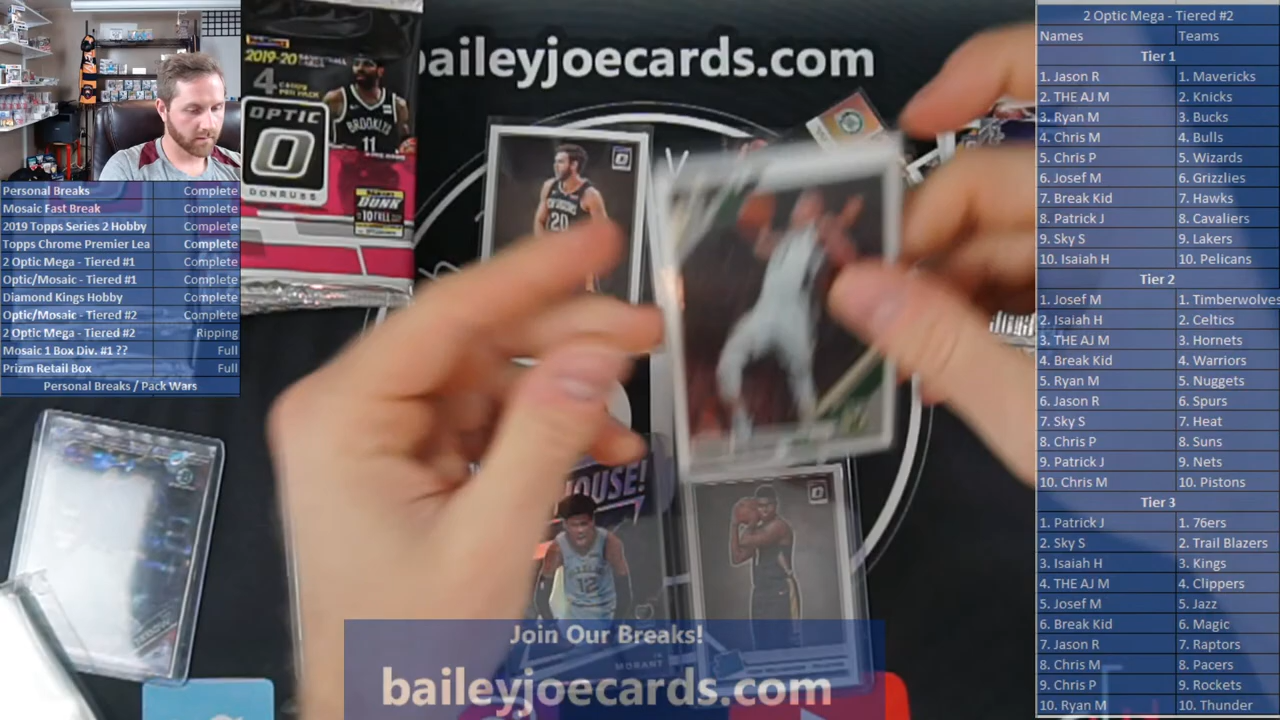 baileyjoecards.com
2019-20
4 CARDS
PER PACK
OPTIC
DONRUSS
BROOKLYN
11
20
HOUSE!
12
MORANT
Personal Breaks Complete
Mosaic Fast Break Complete
2019 Topps Series 2 Hobby Complete
Topps Chrome Premier Lea Complete
2 Optic Mega - Tiered #1 Complete
Optic/Mosaic - Tiered #1 Complete
Diamond Kings Hobby Complete
Optic/Mosaic - Tiered #2 Complete
2 Optic Mega - Tiered #2 Ripping
Mosaic 1 Box Div. #1 ?? Full
Prizm Retail Box Full
Personal Breaks / Pack Wars
Join Our Breaks!
baileyjoecards.com
2 Optic Mega - Tiered #2
Names Teams
Tier 1
1. Jason R 1. Mavericks
2. THE AJ M 2. Knicks
3. Ryan M 3. Bucks
4. Chris M 4. Bulls
5. Chris P 5. Wizards
6. Josef M 6. Grizzlies
7. Break Kid 7. Hawks
8. Patrick J 8. Cavaliers
9. Sky S 9. Lakers
10. Isaiah H 10. Pelicans
Tier 2
1. Josef M 1. Timberwolves
2. Isaiah H 2. Celtics
3. THE AJ M 3. Hornets
4. Break Kid 4. Warriors
5. Ryan M 5. Nuggets
6. Jason R 6. Spurs
7. Sky S 7. Heat
8. Chris P 8. Suns
9. Patrick J 9. Nets
10. Chris M 10. Pistons
Tier 3
1. Patrick J 1. 76ers
2. Sky S 2. Trail Blazers
3. Isaiah H 3. Kings
4. THE AJ M 4. Clippers
5. Josef M 5. Jazz
6. Break Kid 6. Magic
7. Jason R 7. Raptors
8. Chris M 8. Pacers
9. Chris P 9. Rockets
10. Ryan M 10. Thunder